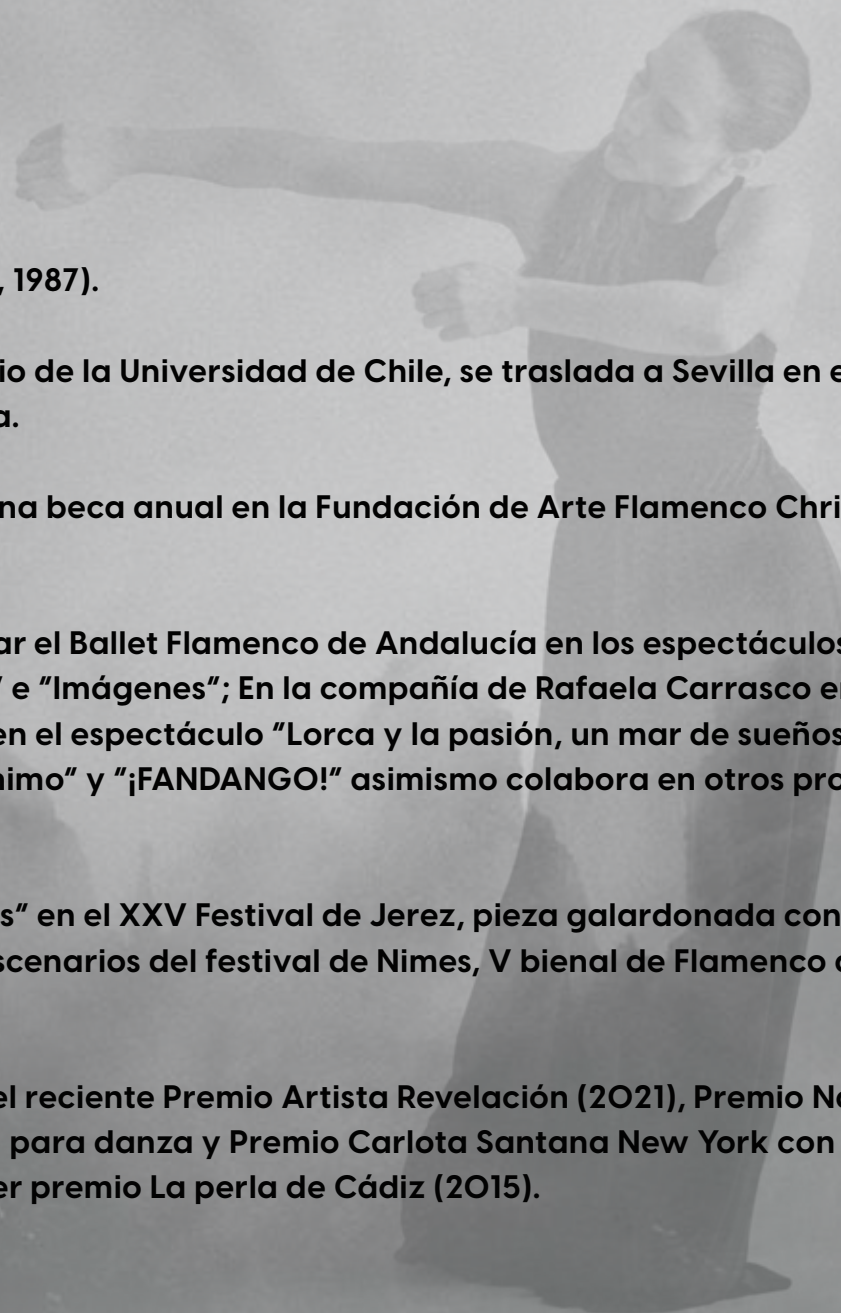 , 1987).
io de la Universidad de Chile, se traslada a Sevilla en e
a.
na beca anual en la Fundación de Arte Flamenco Chri
ar el Ballet Flamenco de Andalucía en los espectáculos
" e "Imágenes"; En la compañía de Rafaela Carrasco e
en el espectáculo "Lorca y la pasión, un mar de sueños
nimo" y "¡FANDANGO!" asimismo colabora en otros pro
s" en el XXV Festival de Jerez, pieza galardonada con
scenarios del festival de Nimes, V bienal de Flamenco
el reciente Premio Artista Revelación (2021), Premio Na
para danza y Premio Carlota Santana New York con
er premio La perla de Cádiz (2015).